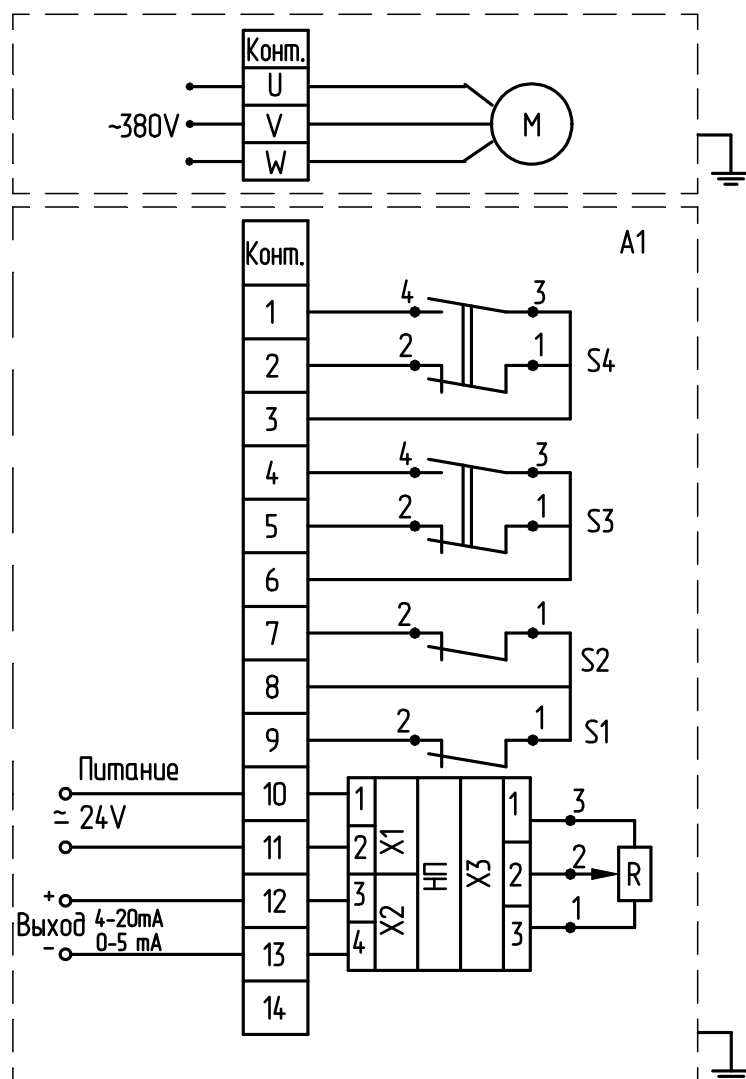 Конт.
U
~380V V M
W
Конт. A1
1 4 3
2 2 1 S4
3
4 4 3
5 2 1 S3
6
7 2 1
8 S2
9 2 1 S1
Питание
10 1 1 3
≃ 24V
11 2 X1 НП X3 2 2 R
+ 12 3
Выход 4-20mA X2 1
0-5 mA 3
- 13 4
14